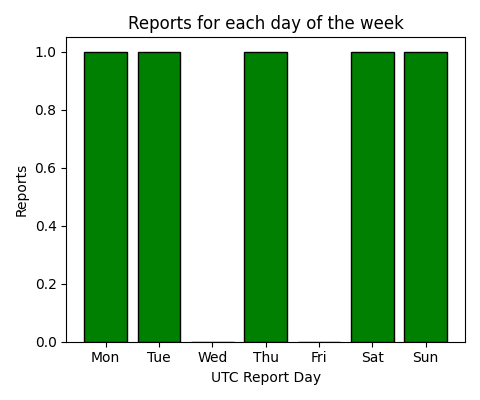 Reports for each day of the week
1.0
0.8
0.6
0.4
0.2
0.0
Reports
Mon Tue Wed Thu Fri Sat Sun
UTC Report Day